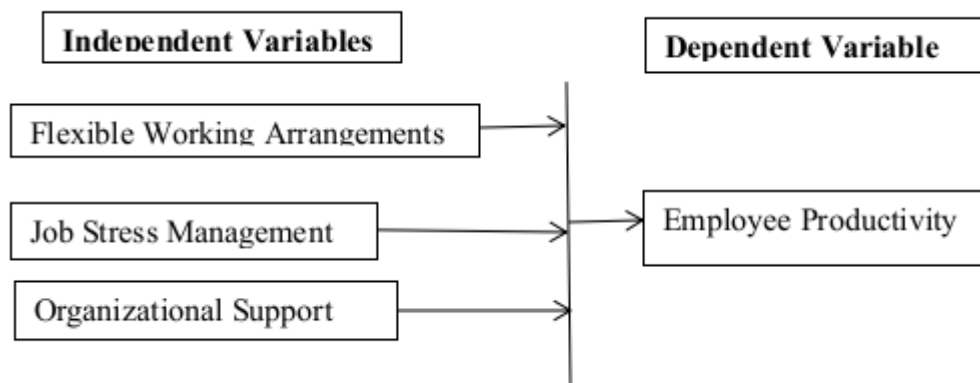 Independent Variables
Dependent Variable
Flexible Working Arrangements
Job Stress Management
Employee Productivity
Organizational Support